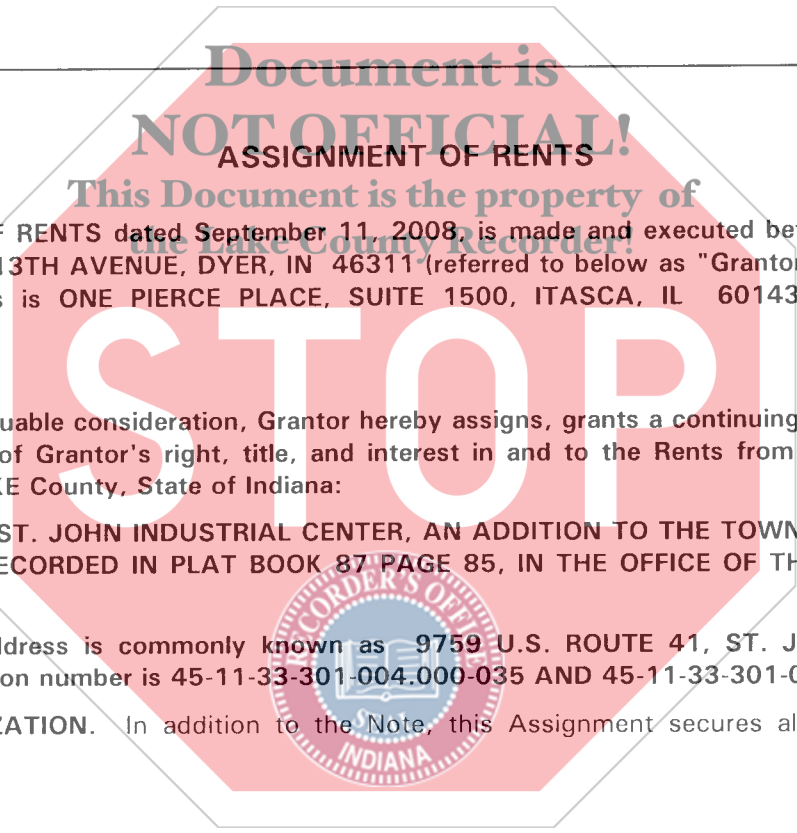 Document is
NOT OFFICIAL!
ASSIGNMENT OF RENTS
This Document is the property of
RENTS dated September 11, 2008, is made and executed
the Lake County Recorder!
13TH AVENUE, DYER, IN 46311 (referred to below as "Grantor
is ONE PIERCE PLACE, SUITE 1500, ITASCA, IL 60143
STOP
uable consideration, Grantor hereby assigns, grants a continuing
of Grantor's right, title, and interest in and to the Rents from
KE County, State of Indiana:
ST. JOHN INDUSTRIAL CENTER, AN ADDITION TO THE TOWN
ECORDED IN PLAT BOOK 87 PAGE 85, IN THE OFFICE OF TH
RECORDER'S OFFICE
ddress is commonly known as 9759 U.S. ROUTE 41, ST. J
on number is 45-11-33-301-004.000-035 AND 45-11-33-301-0
ZATION. In addition to the Note, this Assignment secures al
SEAL
INDIANA